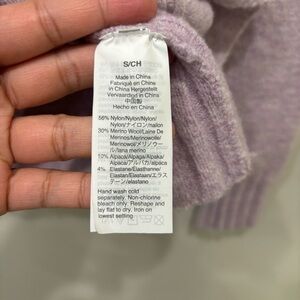 S/CH
Made in China
Fabriqué en Chine
In China Hergestellt
Fabricado en China
中国製
Hecho en China
56% Nylon/Nylon/Nylon/
Nylon/ナイロン/nailon
30% Merino Wool/Laine De
Merinos/Merinowolle/
Merino/メリノウー
ル/lana merino
10% Alpaca/Alpaga/Alpaka/
Alpaca/アルパカ/alpaca
4% Elastane/Elasthanne/
Elastan/Elastaan/エラス
テーン/elastano
Hand wash cold
separately. Non-chlorine
bleach only. Reshape and
lay flat to dry. Iron on
lowest setting.